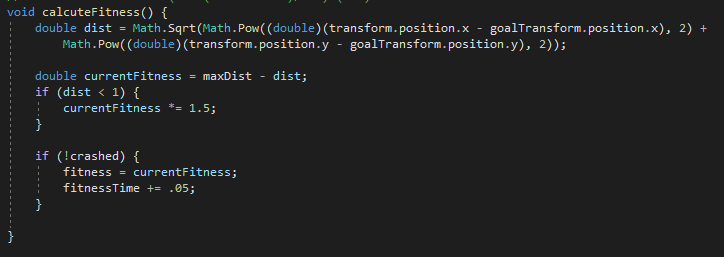 void calcuteFitness() {
double dist = Math.Sqrt(Math.Pow((double)(transform.position.x - goalTransform.position.x), 2) +
Math.Pow((double)(transform.position.y - goalTransform.position.y), 2));
double currentFitness = maxDist - dist;
if (dist < 1) {
currentFitness *= 1.5;
}
if (!crashed) {
fitness = currentFitness;
fitnessTime += .05;
}
}